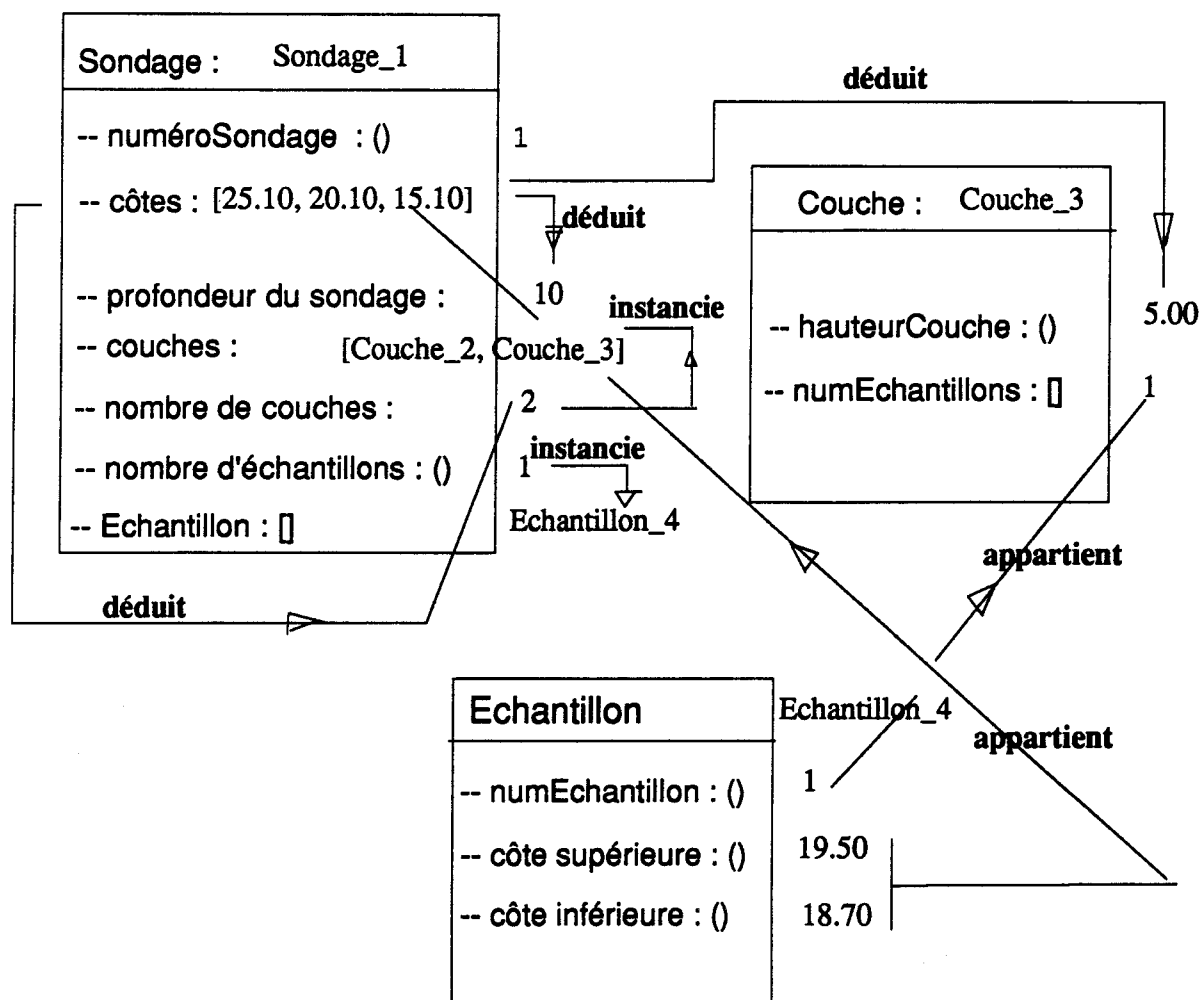 Sondage : Sondage_1
-- numéroSondage : () 1
-- côtes : [25.10, 20.10, 15.10]
déduit
-- profondeur du sondage : 10
-- couches : [Couche_2, Couche_3]
instancie
-- nombre de couches : 2
instancie
-- nombre d'échantillons : () 1
-- Echantillon : [] Echantillon_4
déduit
déduit
Couche : Couche_3
-- hauteurCouche : () 5.00
-- numEchantillons : [] 1
appartient
appartient
Echantillon Echantillon_4
-- numEchantillon : () 1
-- côte supérieure : () 19.50
-- côte inférieure : () 18.70